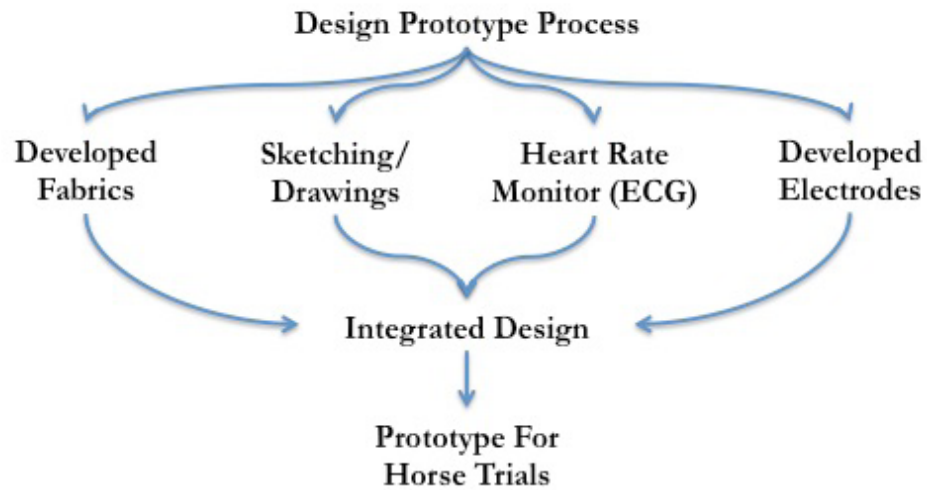 Design Prototype Process
Developed
Fabrics
Sketching/
Drawings
Heart Rate
Monitor (ECG)
Developed
Electrodes
Integrated Design
Prototype For
Horse Trials